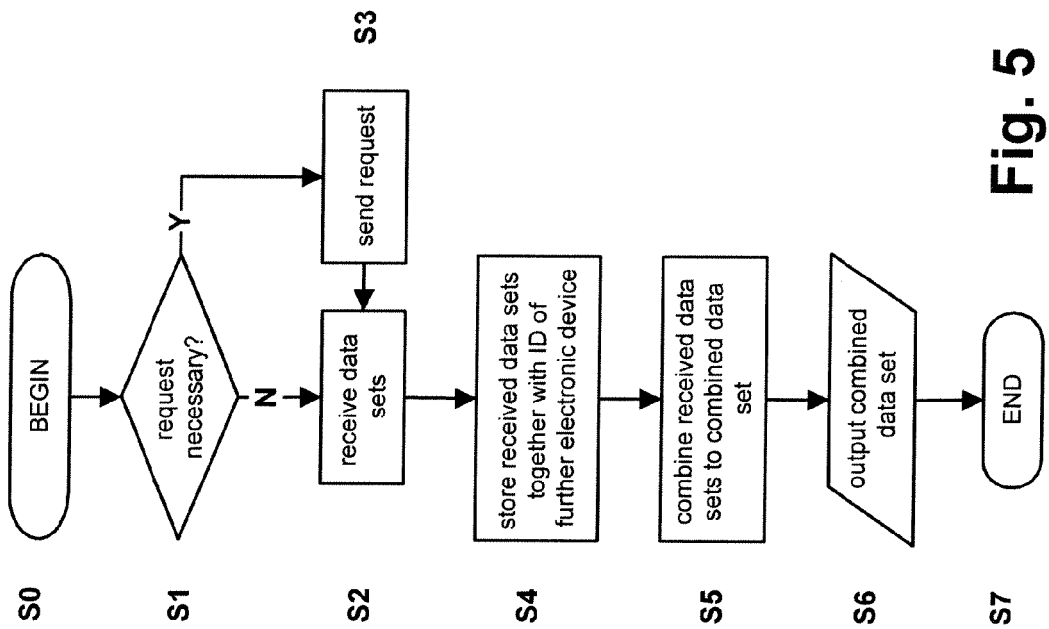 S0
BEGIN
S1
request
necessary?
Y
N
S3
send request
S2
receive data
sets
S4
store received data sets
together with ID of
further electronic device
S5
combine received data
sets to combined data
set
S6
output combined
data set
S7
END
Fig. 5